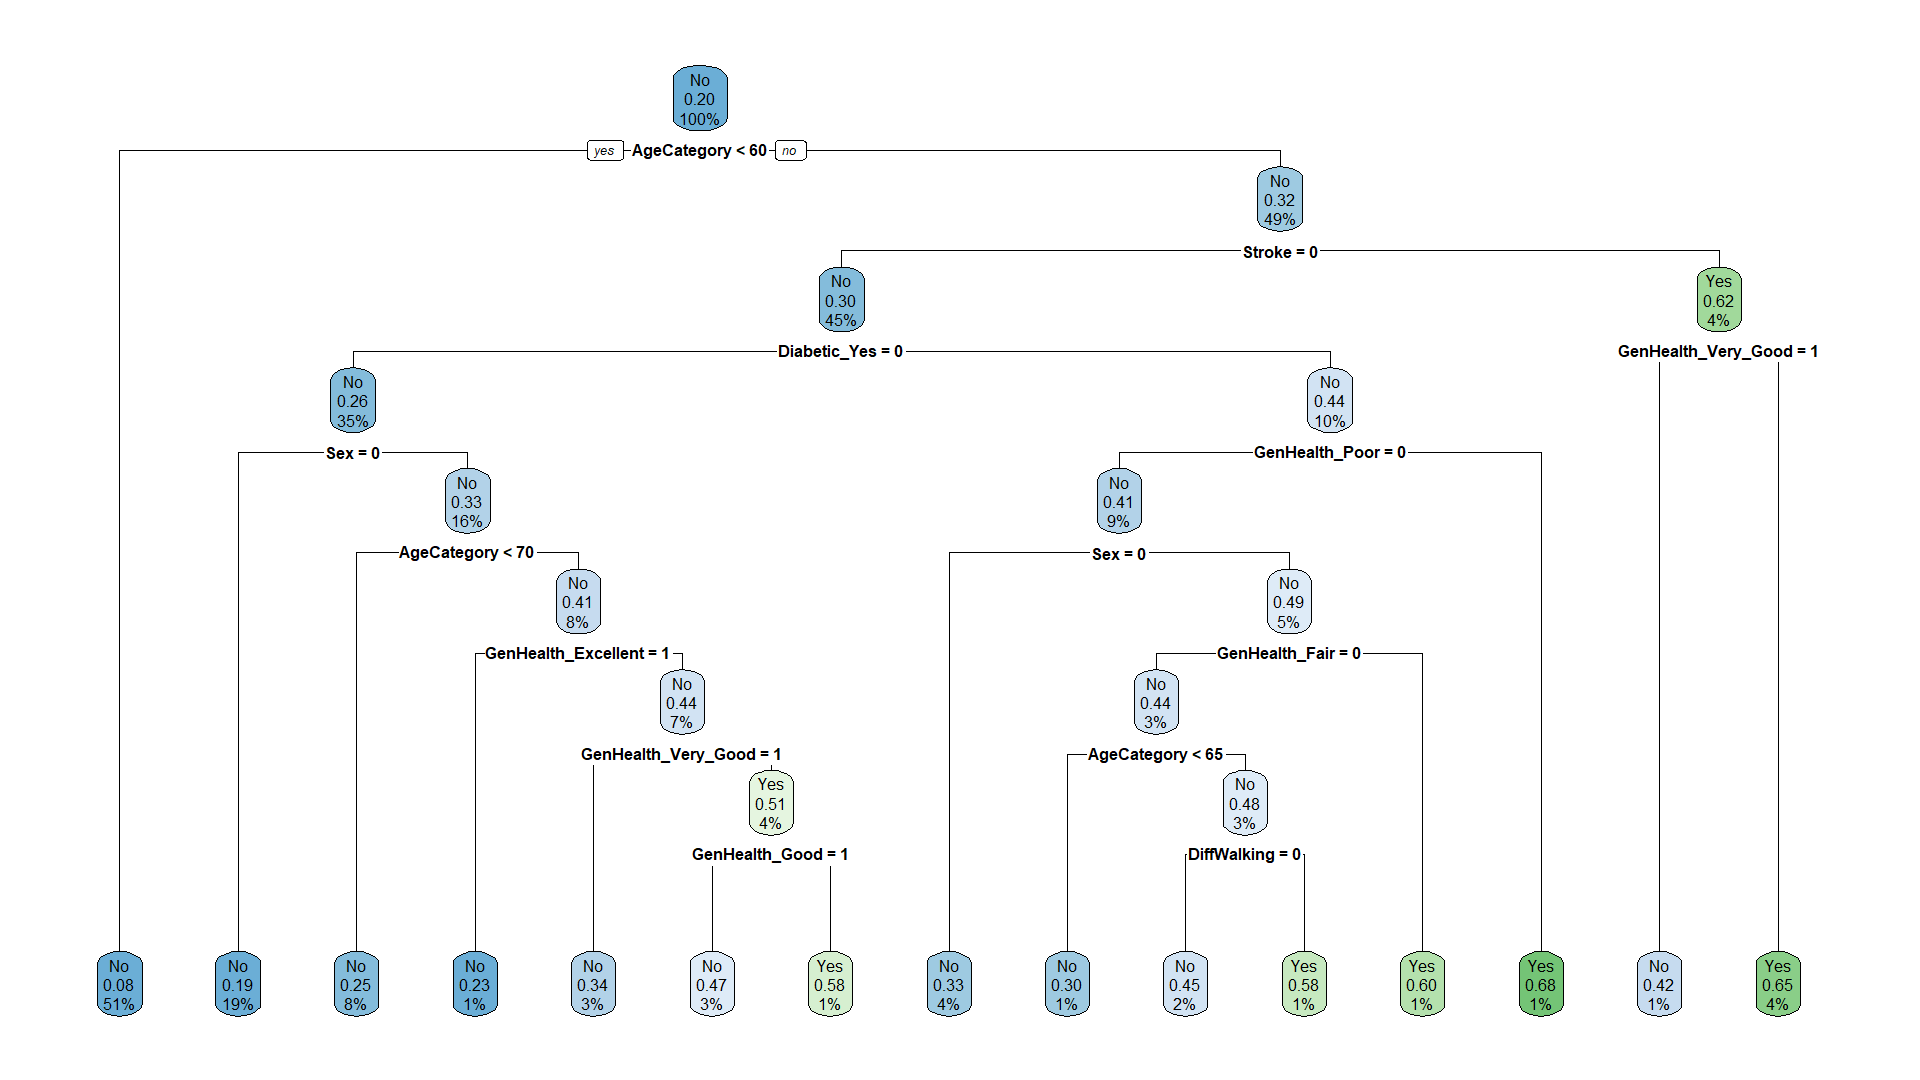 No
0.20
100%
yes
AgeCategory < 60
no
No
0.32
49%
Stroke = 0
No
0.30
45%
Yes
0.62
4%
Diabetic_Yes = 0
GenHealth_Very_Good = 1
No
0.26
35%
No
0.44
10%
Sex = 0
GenHealth_Poor = 0
No
0.33
16%
No
0.41
9%
AgeCategory < 70
Sex = 0
No
0.41
8%
No
0.49
5%
GenHealth_Excellent = 1
GenHealth_Fair = 0
No
0.44
7%
No
0.44
3%
GenHealth_Very_Good = 1
AgeCategory < 65
Yes
0.51
4%
No
0.48
3%
GenHealth_Good = 1
DiffWalking = 0
No
0.08
51%
No
0.19
19%
No
0.25
8%
No
0.23
1%
No
0.34
3%
No
0.47
3%
Yes
0.58
1%
No
0.33
4%
No
0.30
1%
No
0.45
2%
Yes
0.58
1%
Yes
0.60
1%
Yes
0.68
1%
No
0.42
1%
Yes
0.65
4%